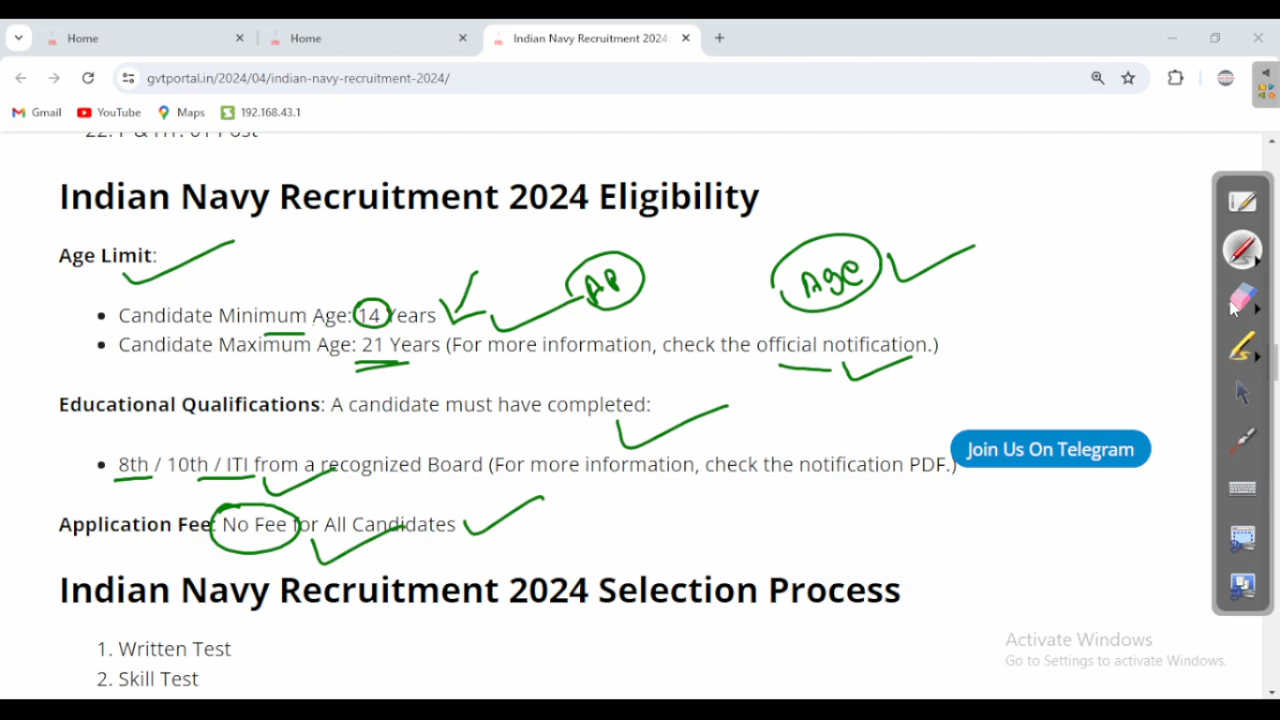 Home
Home
Indian Navy Recruitment 2024
gvtportal.in/2024/04/indian-navy-recruitment-2024/
Gmail
YouTube
Maps
192.168.43.1
22. P & HT: 01 Post
Indian Navy Recruitment 2024 Eligibility
Age Limit:
AP
Age
Candidate Minimum Age: 14 Years
Candidate Maximum Age: 21 Years (For more information, check the official notification.)
Educational Qualifications: A candidate must have completed:
Join Us On Telegram
8th / 10th / ITI from a recognized Board (For more information, check the notification PDF.)
Application Fee: No Fee for All Candidates
Indian Navy Recruitment 2024 Selection Process
1. Written Test
2. Skill Test
Activate Windows
Go to Settings to activate Windows.